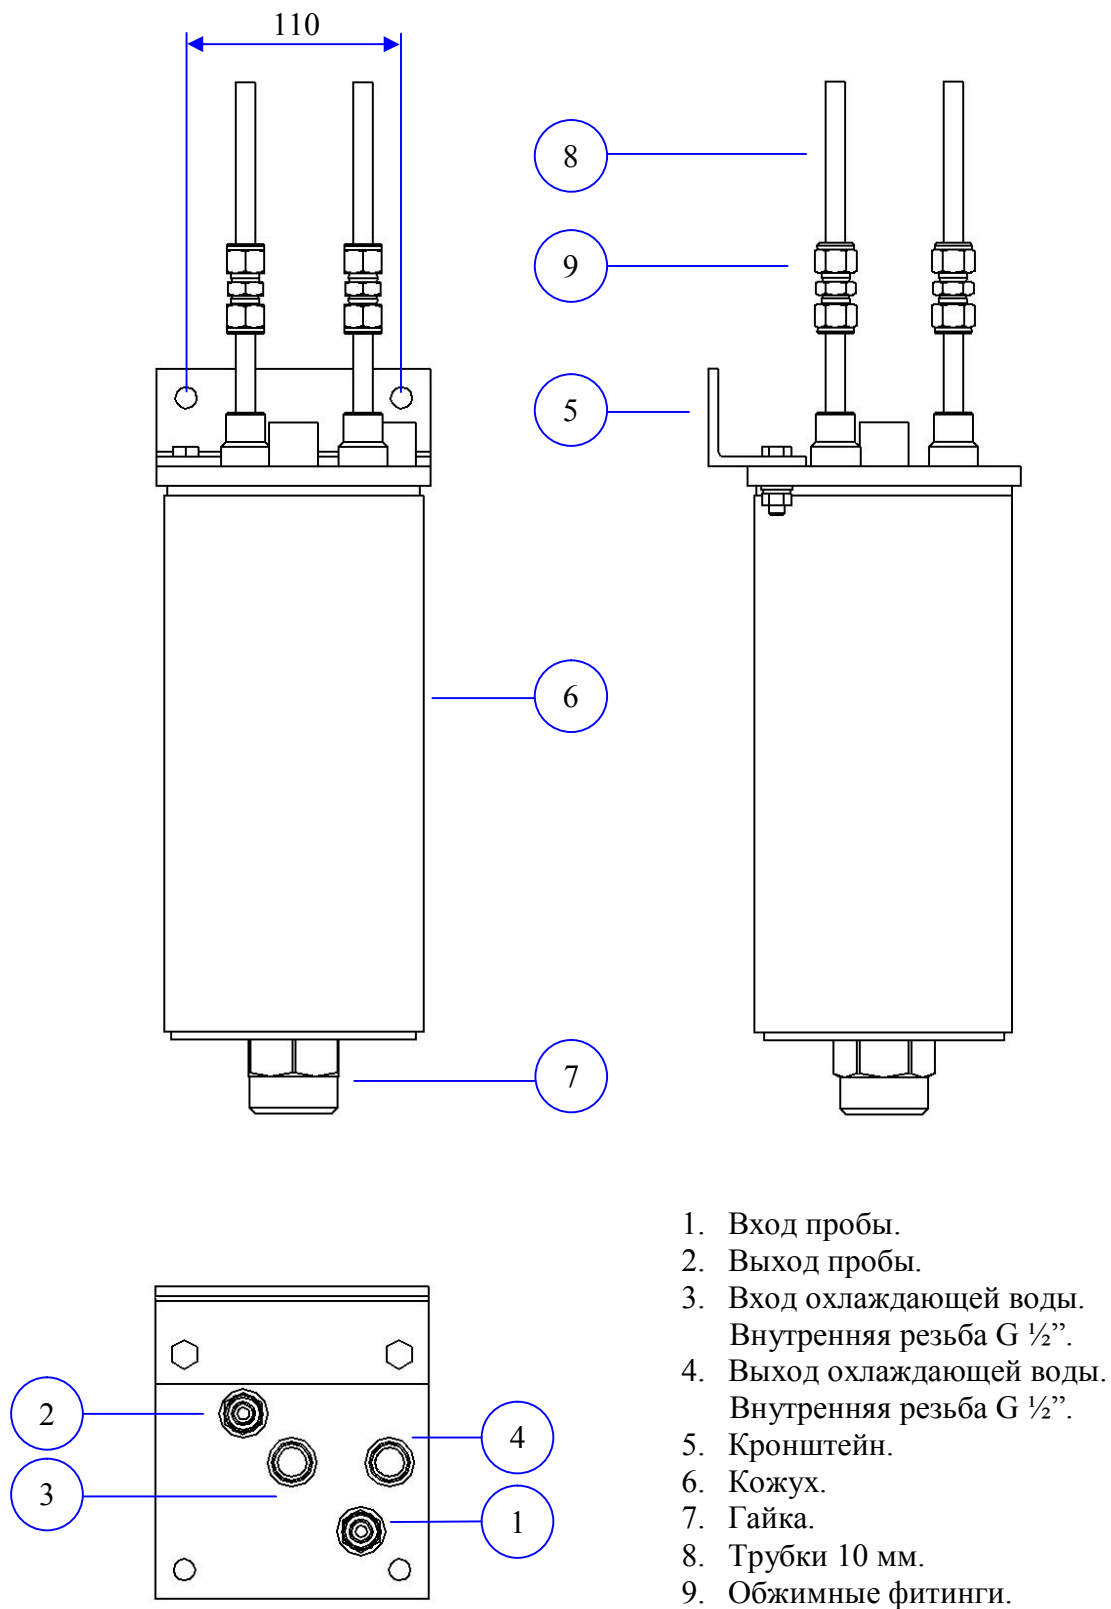 110
8
9
5
6
7
1. Вход пробы.
2. Выход пробы.
3. Вход охлаждающей воды.
Внутренняя резьба G ½”.
4. Выход охлаждающей воды.
Внутренняя резьба G ½”.
5. Кронштейн.
6. Кожух.
7. Гайка.
8. Трубки 10 мм.
9. Обжимные фитинги.
2
4
3
1